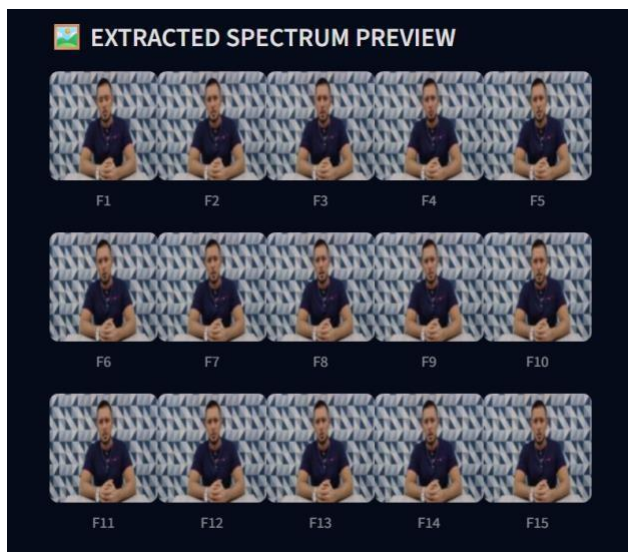 EXTRACTED SPECTRUM PREVIEW
F1 F2 F3 F4 F5
F6 F7 F8 F9 F10
F11 F12 F13 F14 F15